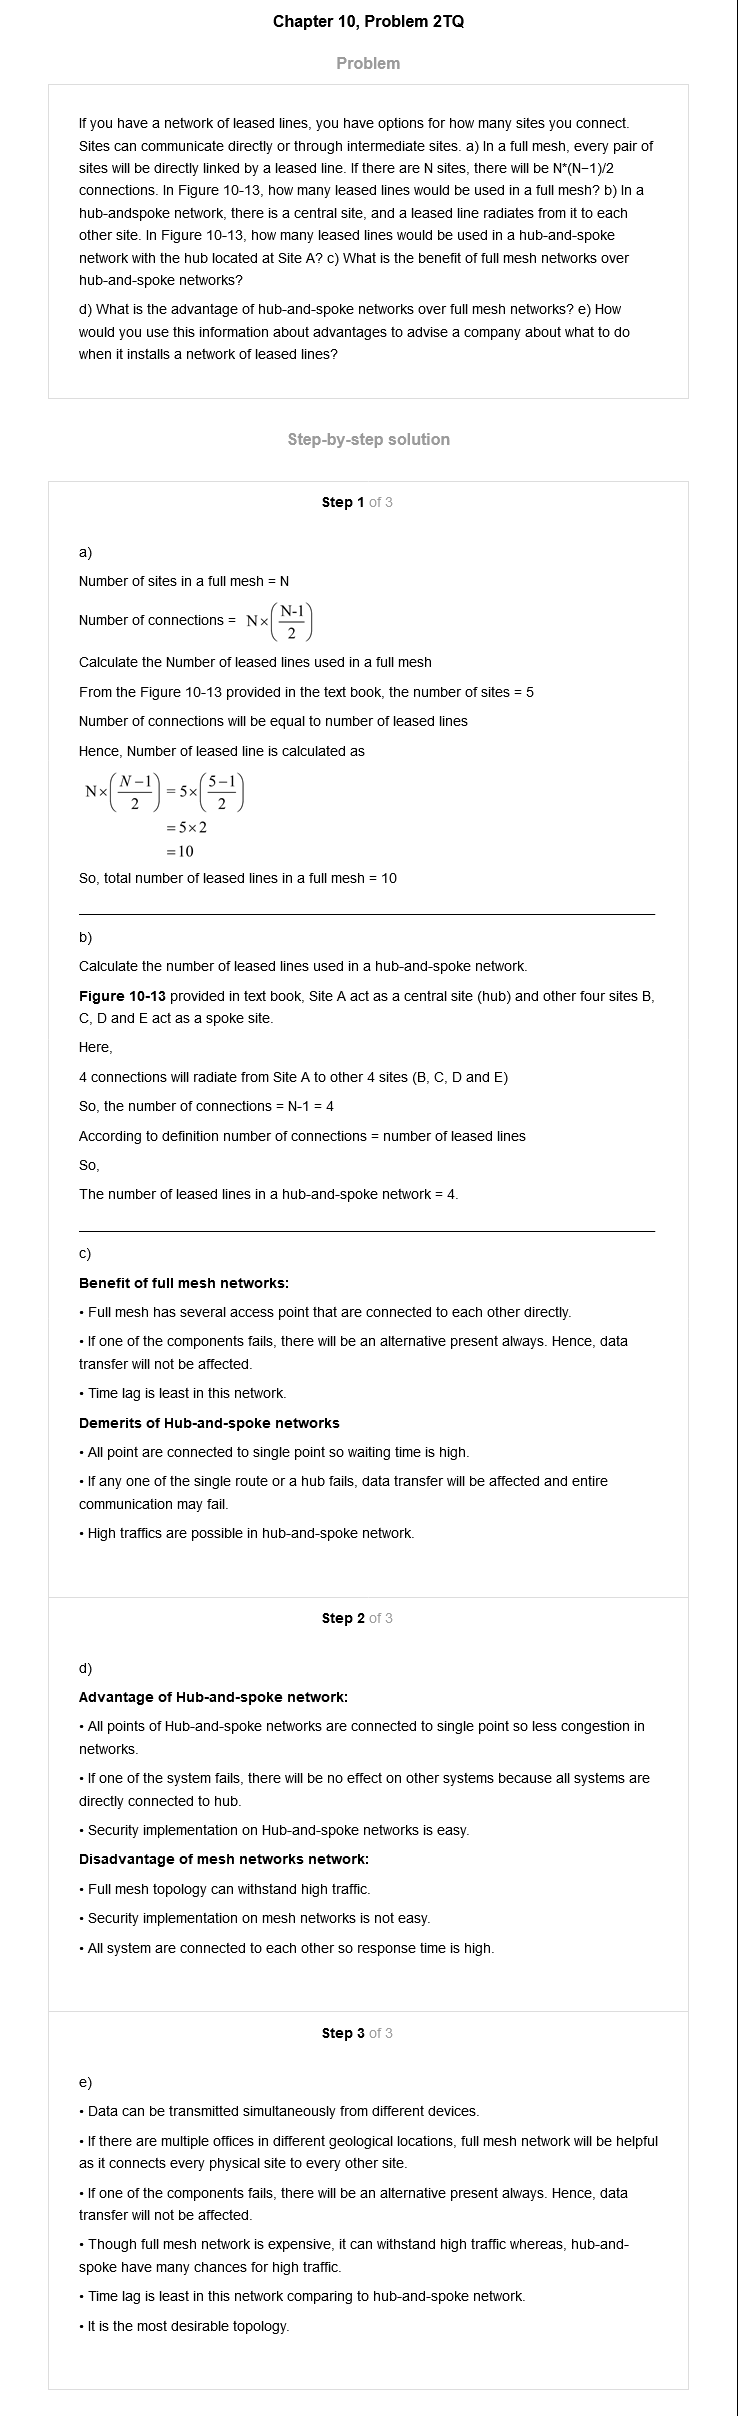 Chapter 10, Problem 2TQ
Problem
If you have a network of leased lines, you have options for how many sites you connect.
Sites can communicate directly or through intermediate sites. a) In a full mesh, every pair of
sites will be directly linked by a leased line. If there are N sites, there will be N*(N−1)/2
connections. In Figure 10-13, how many leased lines would be used in a full mesh? b) In a
hub-andspoke network, there is a central site, and a leased line radiates from it to each
other site. In Figure 10-13, how many leased lines would be used in a hub-and-spoke
network with the hub located at Site A? c) What is the benefit of full mesh networks over
hub-and-spoke networks?
d) What is the advantage of hub-and-spoke networks over full mesh networks? e) How
would you use this information about advantages to advise a company about what to do
when it installs a network of leased lines?
Step-by-step solution
Step 1 of 3
a)
Number of sites in a full mesh = N
Number of connections = N×(N-1/2)
Calculate the Number of leased lines used in a full mesh
From the Figure 10-13 provided in the text book, the number of sites = 5
Number of connections will be equal to number of leased lines
Hence, Number of leased line is calculated as
N×(N−1/2) = 5×(5−1/2)
= 5×2
= 10
So, total number of leased lines in a full mesh = 10
b)
Calculate the number of leased lines used in a hub-and-spoke network.
Figure 10-13 provided in text book, Site A act as a central site (hub) and other four sites B,
C, D and E act as a spoke site.
Here,
4 connections will radiate from Site A to other 4 sites (B, C, D and E)
So, the number of connections = N-1 = 4
According to definition number of connections = number of leased lines
So,
The number of leased lines in a hub-and-spoke network = 4.
c)
Benefit of full mesh networks:
• Full mesh has several access point that are connected to each other directly.
• If one of the components fails, there will be an alternative present always. Hence, data
transfer will not be affected.
• Time lag is least in this network.
Demerits of Hub-and-spoke networks
• All point are connected to single point so waiting time is high.
• If any one of the single route or a hub fails, data transfer will be affected and entire
communication may fail.
• High traffics are possible in hub-and-spoke network.
Step 2 of 3
d)
Advantage of Hub-and-spoke network:
• All points of Hub-and-spoke networks are connected to single point so less congestion in
networks.
• If one of the system fails, there will be no effect on other systems because all systems are
directly connected to hub.
• Security implementation on Hub-and-spoke networks is easy.
Disadvantage of mesh networks network:
• Full mesh topology can withstand high traffic.
• Security implementation on mesh networks is not easy.
• All system are connected to each other so response time is high.
Step 3 of 3
e)
• Data can be transmitted simultaneously from different devices.
• If there are multiple offices in different geological locations, full mesh network will be helpful
as it connects every physical site to every other site.
• If one of the components fails, there will be an alternative present always. Hence, data
transfer will not be affected.
• Though full mesh network is expensive, it can withstand high traffic whereas, hub-and-
spoke have many chances for high traffic.
• Time lag is least in this network comparing to hub-and-spoke network.
• It is the most desirable topology.